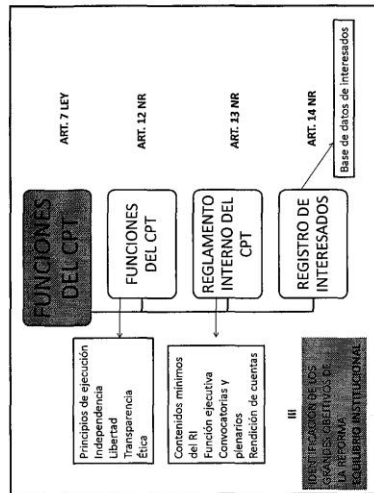 FUNCIONES
DEL CPT
ART. 7 LEY
Principios de ejecución
Independencia
Libertad
Transparencia
Ética
FUNCIONES
DEL CPT
ART. 12 NR
Contenidos mínimos
del RI
Función ejecutiva
Convocatorias y
plenarios
Rendición de cuentas
REGLAMENTO
INTERNO DEL
CPT
ART. 13 NR
REGISTRO DE
INTERESADOS
ART. 14 NR
Base de datos de interesados
III
IDENTIFICACIÓN DE LOS
GRANDES OBJETIVOS DE
LA REFORMA
EQUILIBRIO INSTITUCIONAL